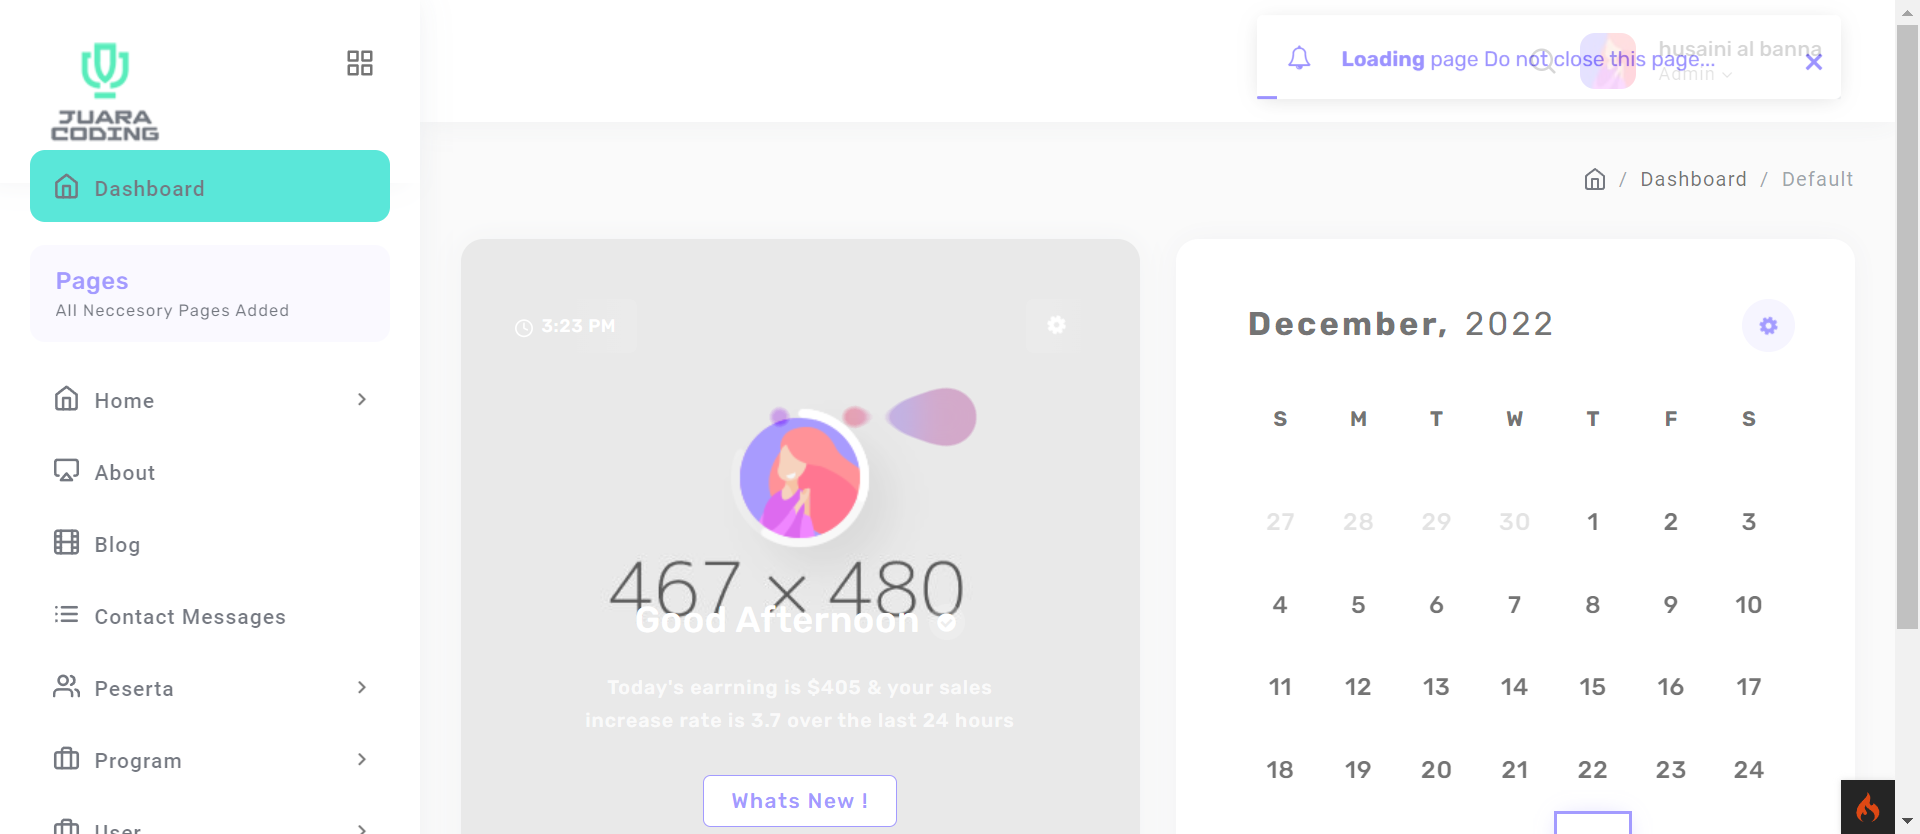 JUARA
CODING
Dashboard
Pages
All Neccesory Pages Added
Home
About
Blog
Contact Messages
Peserta
Program
User
Loading page Do not close this page...
husaini al banna
Admin
/ Dashboard / Default
3:23 PM
467 × 480
Good Afternoon
Today's earrning is $405 & your sales
increase rate is 3.7 over the last 24 hours
Whats New !
December, 2022
S M T W T F S
27 28 29 30 1 2 3
4 5 6 7 8 9 10
11 12 13 14 15 16 17
18 19 20 21 22 23 24